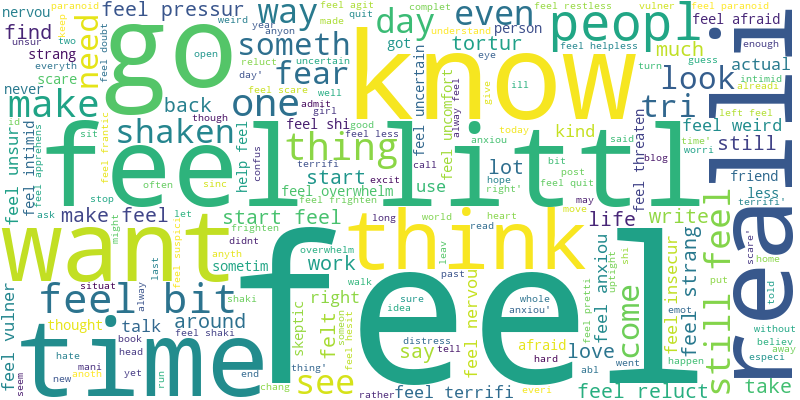 nervou
feel pressur
way
day
even
peopl
paranoid
keep
feel agit
quit
complet
feel restless
vulner
feel paranoid
weird
year
anyon
made
understand
feel afraid
find
unsur
two
everyth
strang
scare
need
feel doubt
go
open
someth
reluct
uncertain
got
tortur
person
eye
feel helpless
much
turn
guess
look
actual
enough
intimid
alreadi
know
day'
feel scare
fear
well
ill
give
never
make
back
one
admit
girl
tri
left feel
though
shaken
feel shi
good
feel less
feel uncertain
alway feel
feel uncomfort
anxiou
today
kind
said
feel threaten
time'
worri
feel weird
still
id
feel unsur
feel intimid
feel apprehens
sit
feel frantic
feel littl
help feel
confus
thing
terrifi
start
excit
call
lot
hope
right'
bit
post
blog
friend
less
terrifi'
often
sinc
feel overwhelm
use
please
feel quit
may
stop
feel frighten
ask
make feel
let
start feel
long
world
heart
move
life
write
realli
want
might
feel suspici
frighten
didnt
anyth
think
read
feel
overwhelm
sometim
work
walk
leav
past
whole
anxiou'
feel nervou
feel pretti
uptight
shi
feel anxiou
come
feel insecur
emot
feel strang
still feel
scare'
home
put
told
without
believ
away
especi
feel vulner
situat
alway
last
shaki
feel bit
right
felt
skeptic
someon
feel hesit
sure
idea
say
distress
tell
afraid
hard
love
abl
went
happen
thought
talk
around
feel shaki
time
hate
mani
book
head
thing'
see
seem
new
anoth
yet
run
end
chang
rather
feel terrifi
everi
feel reluct
take